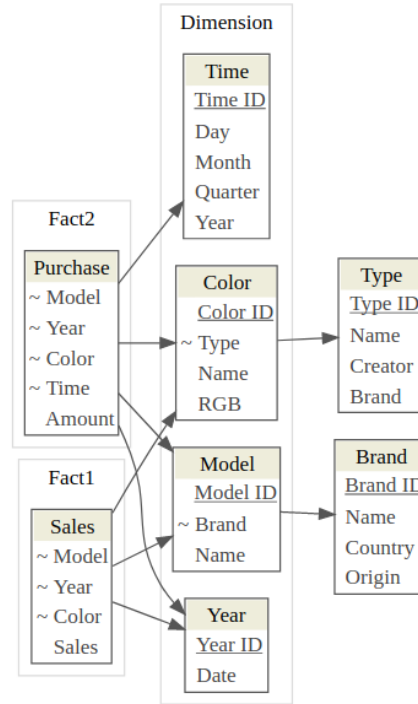 Dimension
Time
Time ID
Day
Month
Quarter
Year
Fact2
Purchase
~ Model
~ Year
~ Color
~ Time
Amount
Color
Color ID
~ Type
Name
RGB
Type
Type ID
Name
Creator
Brand
Fact1
Sales
~ Model
~ Year
~ Color
Sales
Model
Model ID
~ Brand
Name
Brand
Brand ID
Name
Country
Origin
Year
Year ID
Date